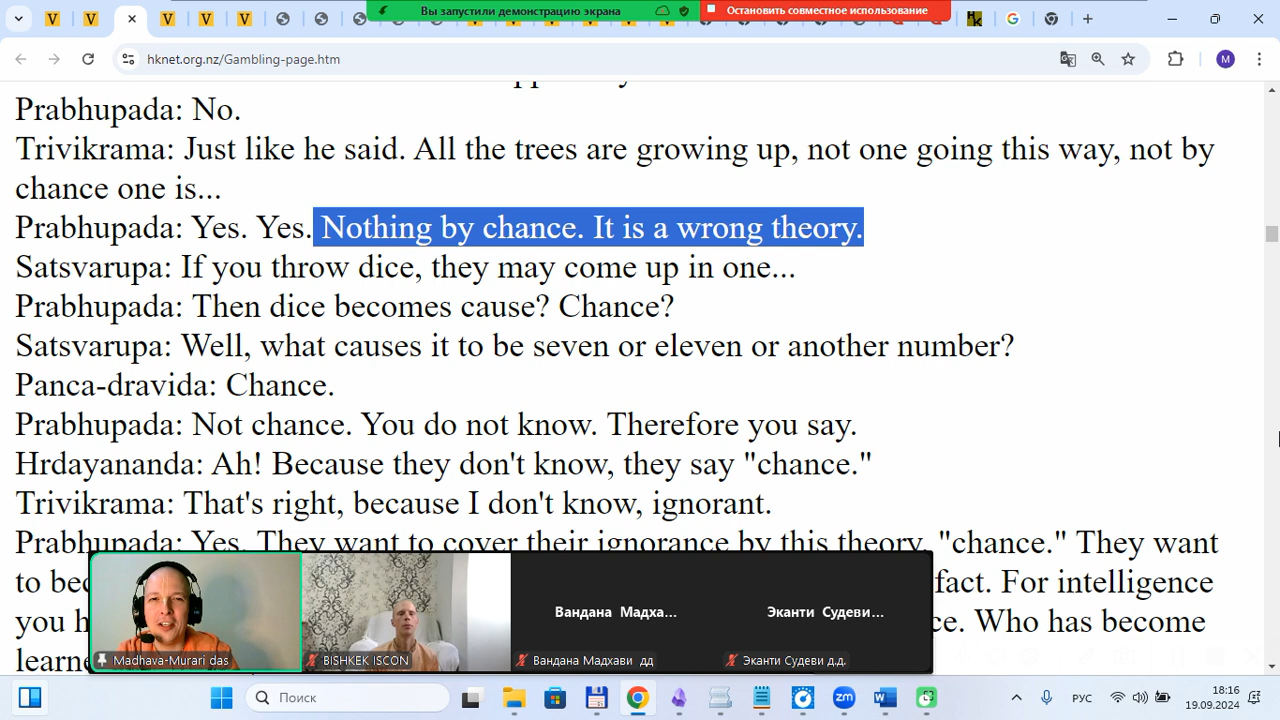 Вы запустили демонстрацию экрана
Остановить совместное использование
hknet.org.nz/Gambling-page.htm
M
Prabhupada: No.
Trivikrama: Just like he said. All the trees are growing up, not one going this way, not by
chance one is...
Prabhupada: Yes. Yes. Nothing by chance. It is a wrong theory.
Satsvarupa: If you throw dice, they may come up in one...
Prabhupada: Then dice becomes cause? Chance?
Satsvarupa: Well, what causes it to be seven or eleven or another number?
Panca-dravida: Chance.
Prabhupada: Not chance. You do not know. Therefore you say.
Hrdayananda: Ah! Because they don't know, they say "chance."
Trivikrama: That's right, because I don't know, ignorant.
Prabhupada: Yes. They want to cover their ignorance by this theory, "chance." They want
to fact. For intelligence
you ce. Who has become
learne
Вандана Мадха...
Эканти Судеви...
Madhava-Murari das
BISHKEK ISCON
Вандана Мадхави дд
Эканти Судеви д.д.
Поиск
zm
РУС
18:16
19.09.2024